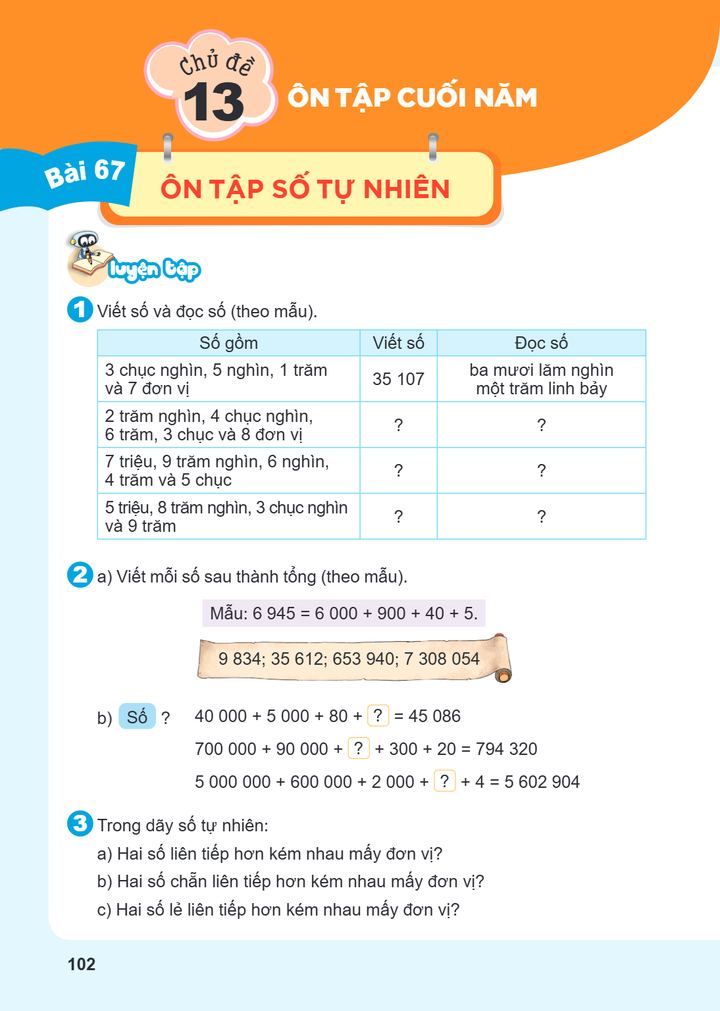 Chủ đề
13
ÔN TẬP CUỐI NĂM
Bài 67
ÔN TẬP SỐ TỰ NHIÊN
luyện tập
1 Viết số và đọc số (theo mẫu).
Số gồm Viết số Đọc số
3 chục nghìn, 5 nghìn, 1 trăm
và 7 đơn vị
35 107
ba mươi lăm nghìn
một trăm linh bảy
2 trăm nghìn, 4 chục nghìn,
6 trăm, 3 chục và 8 đơn vị
? ?
7 triệu, 9 trăm nghìn, 6 nghìn,
4 trăm và 5 chục
? ?
5 triệu, 8 trăm nghìn, 3 chục nghìn
và 9 trăm
? ?
2 a) Viết mỗi số sau thành tổng (theo mẫu).
Mẫu: 6 945 = 6 000 + 900 + 40 + 5.
9 834; 35 612; 653 940; 7 308 054
b) Số ? 40 000 + 5 000 + 80 + ? = 45 086
700 000 + 90 000 + ? + 300 + 20 = 794 320
5 000 000 + 600 000 + 2 000 + ? + 4 = 5 602 904
3 Trong dãy số tự nhiên:
a) Hai số liên tiếp hơn kém nhau mấy đơn vị?
b) Hai số chẵn liên tiếp hơn kém nhau mấy đơn vị?
c) Hai số lẻ liên tiếp hơn kém nhau mấy đơn vị?
102